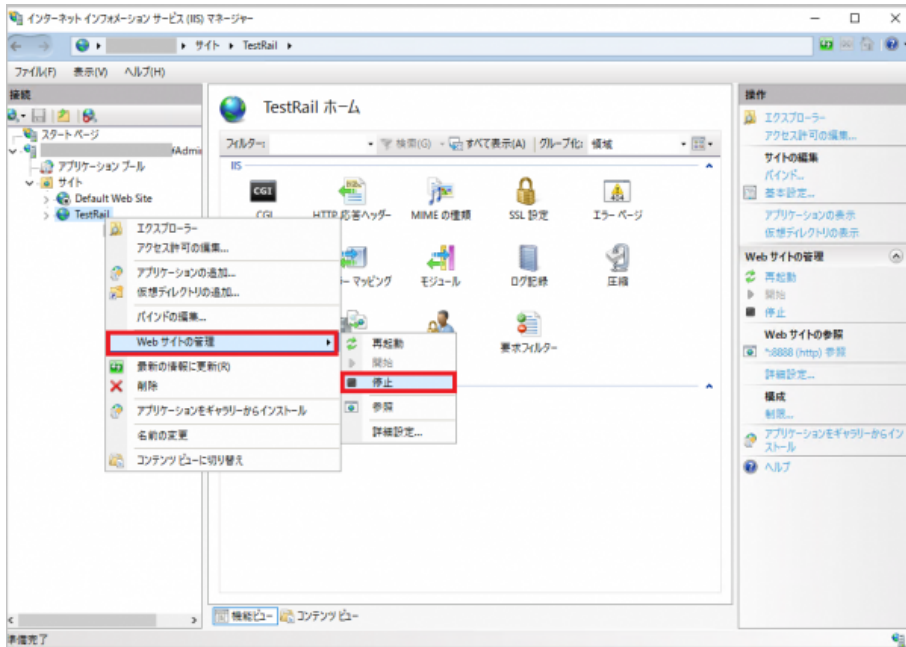 インターネット インフォメーション サービス (IIS) マネージャー
サイト
TestRail
ファイル(F) 表示(V) ヘルプ(H)
接続
スタート ページ
アプリケーション プール
サイト
Default Web Site
TestRail
TestRail ホーム
フィルター:
検索(G)
すべて表示(A)
グループ化:
領域
IIS
CGI
HTTP 応答ヘッダー
MIME の種類
SSL 設定
エラー ページ
マッピング
モジュール
ログ記録
圧縮
要求フィルター
エクスプローラー
アクセス許可の編集...
アプリケーションの追加...
仮想ディレクトリの追加...
バインドの編集...
Web サイトの管理
最新の情報に更新(R)
削除
アプリケーションをギャラリーからインストール
名前の変更
コンテンツ ビューに切り替え
再起動
開始
停止
参照
詳細設定...
機能ビュー
コンテンツ ビュー
操作
エクスプローラー
アクセス許可の編集...
サイトの編集
バインド...
基本設定...
アプリケーションの表示
仮想ディレクトリの表示
Web サイトの管理
再起動
開始
停止
Web サイトの参照
*:8888 (http) 参照
詳細設定...
構成
制限...
アプリケーションをギャラリーからイン
ストール
ヘルプ
準備完了